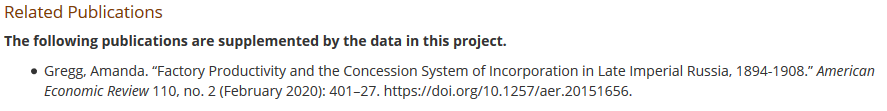 Related Publications
The following publications are supplemented by the data in this project.
• Gregg, Amanda. “Factory Productivity and the Concession System of Incorporation in Late Imperial Russia, 1894-1908.” American
Economic Review 110, no. 2 (February 2020): 401–27. https://doi.org/10.1257/aer.20151656.